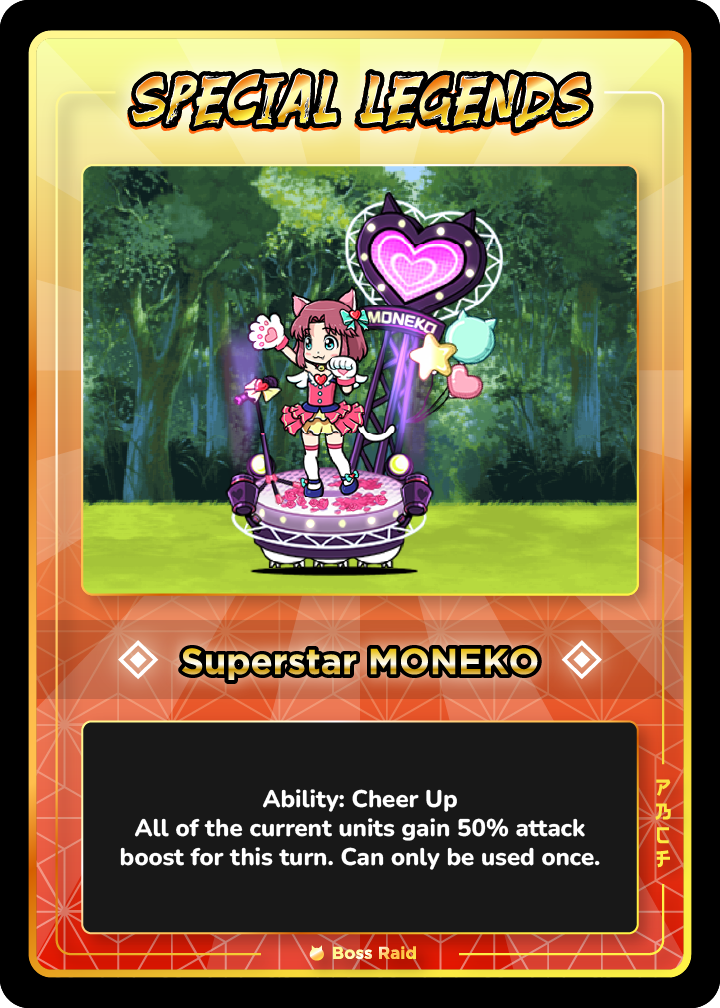 SPECIAL LEGENDS
MONEKO
Superstar MONEKO
Ability: Cheer Up
All of the current units gain 50% attack
boost for this turn. Can only be used once.
Boss Raid